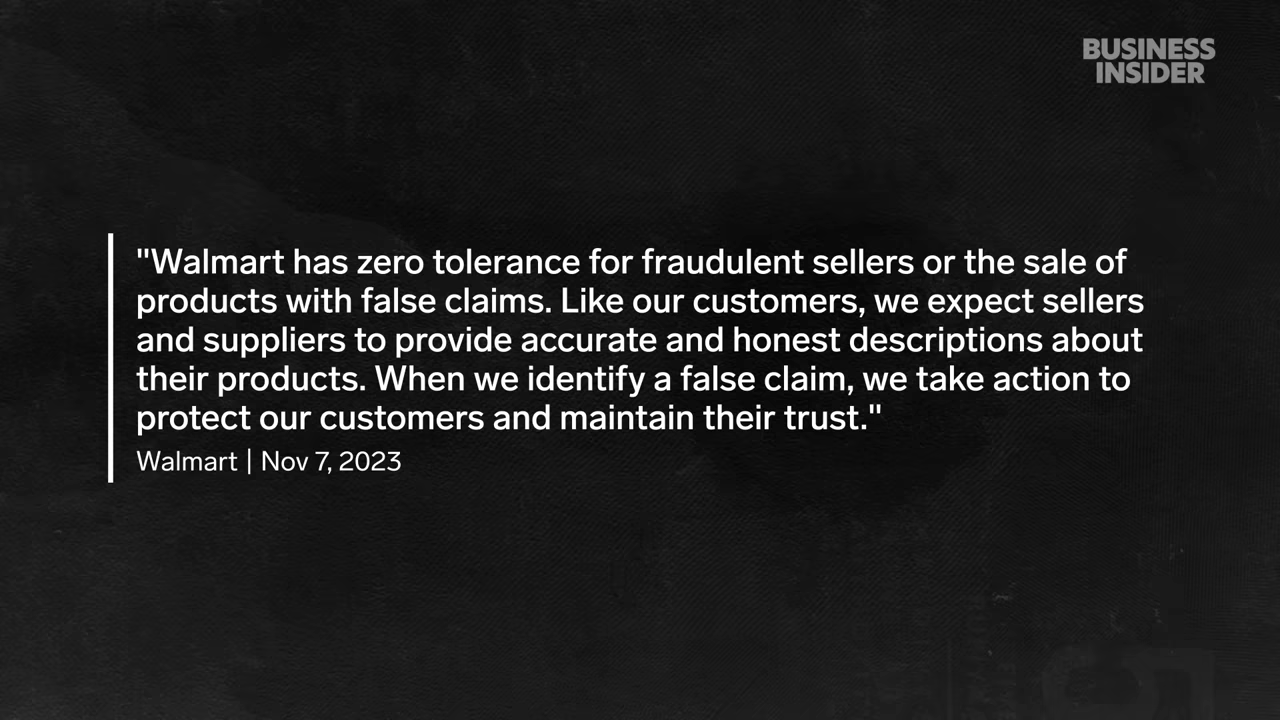 BUSINESS
INSIDER
"Walmart has zero tolerance for fraudulent sellers or the sale of
products with false claims. Like our customers, we expect sellers
and suppliers to provide accurate and honest descriptions about
their products. When we identify a false claim, we take action to
protect our customers and maintain their trust."
Walmart | Nov 7, 2023